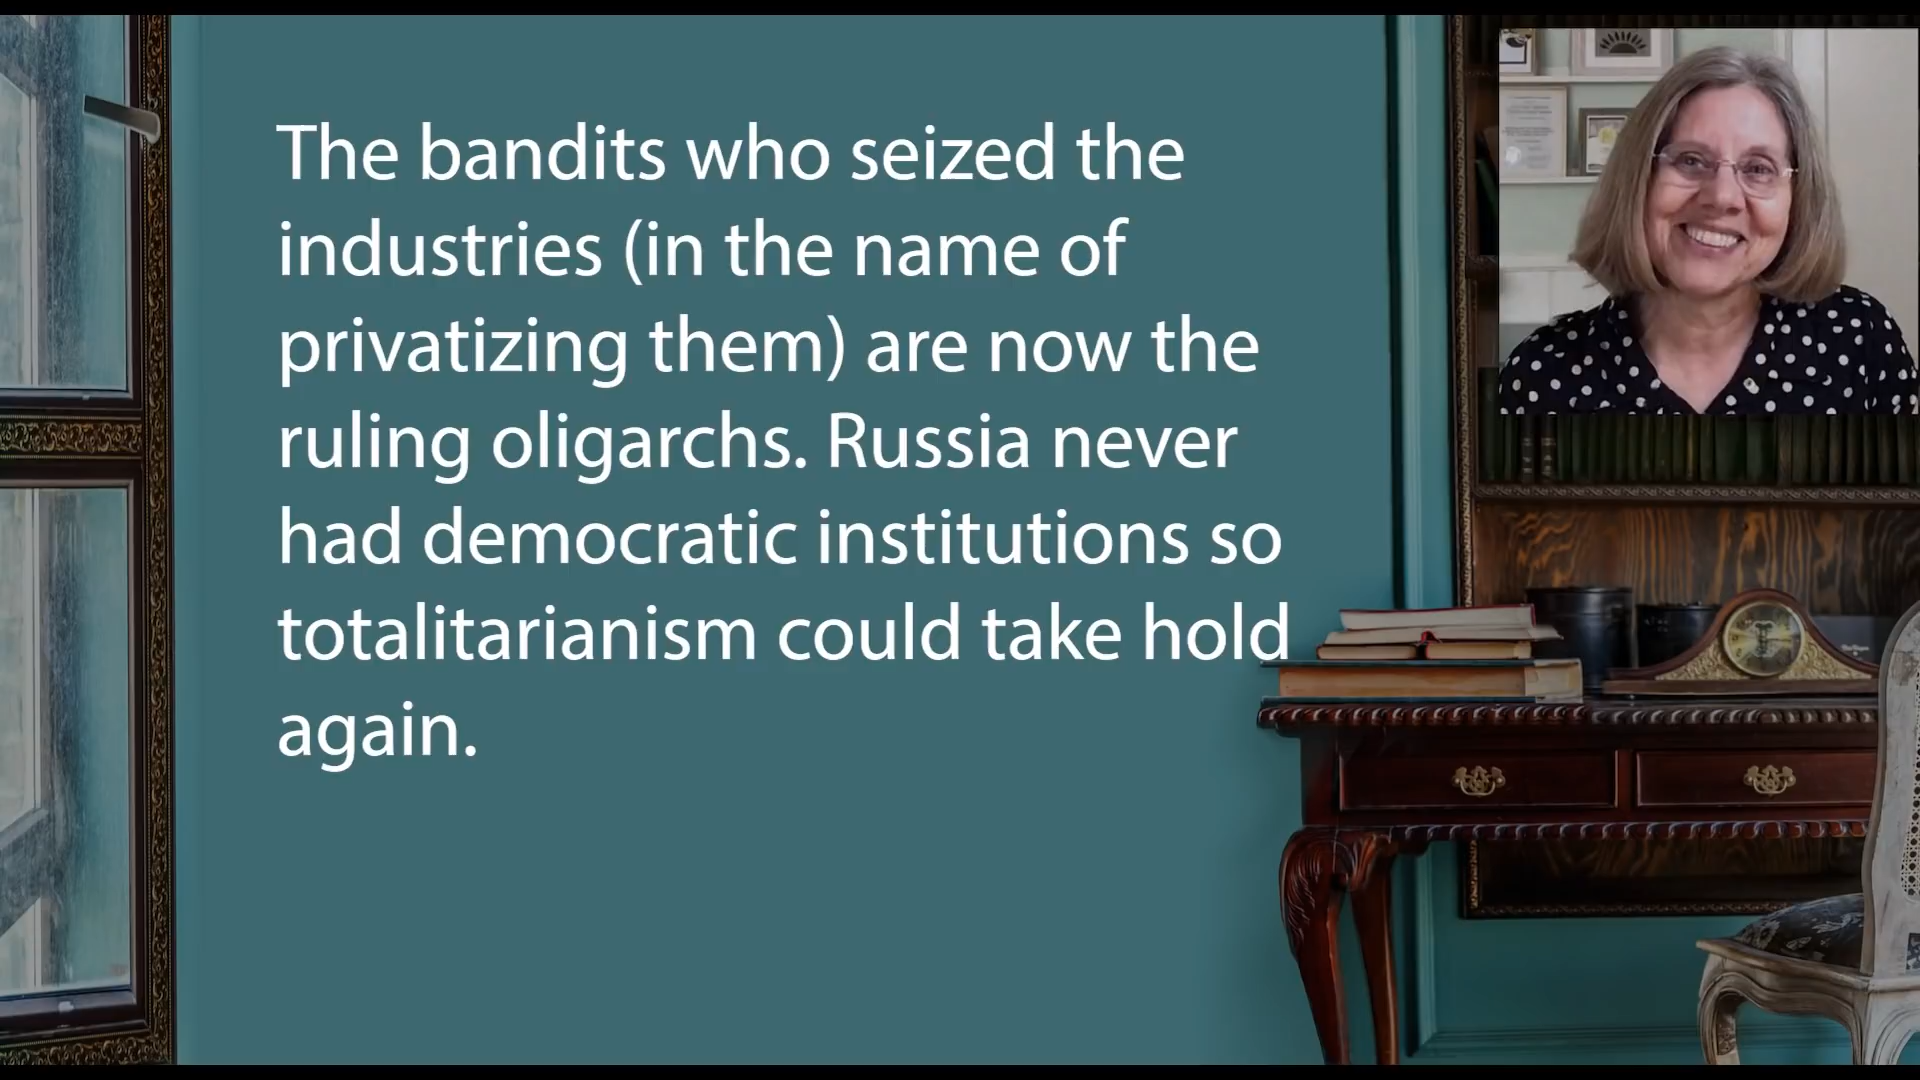 The bandits who seized the
industries (in the name of
privatizing them) are now the
ruling oligarchs. Russia never
had democratic institutions so
totalitarianism could take hold
again.